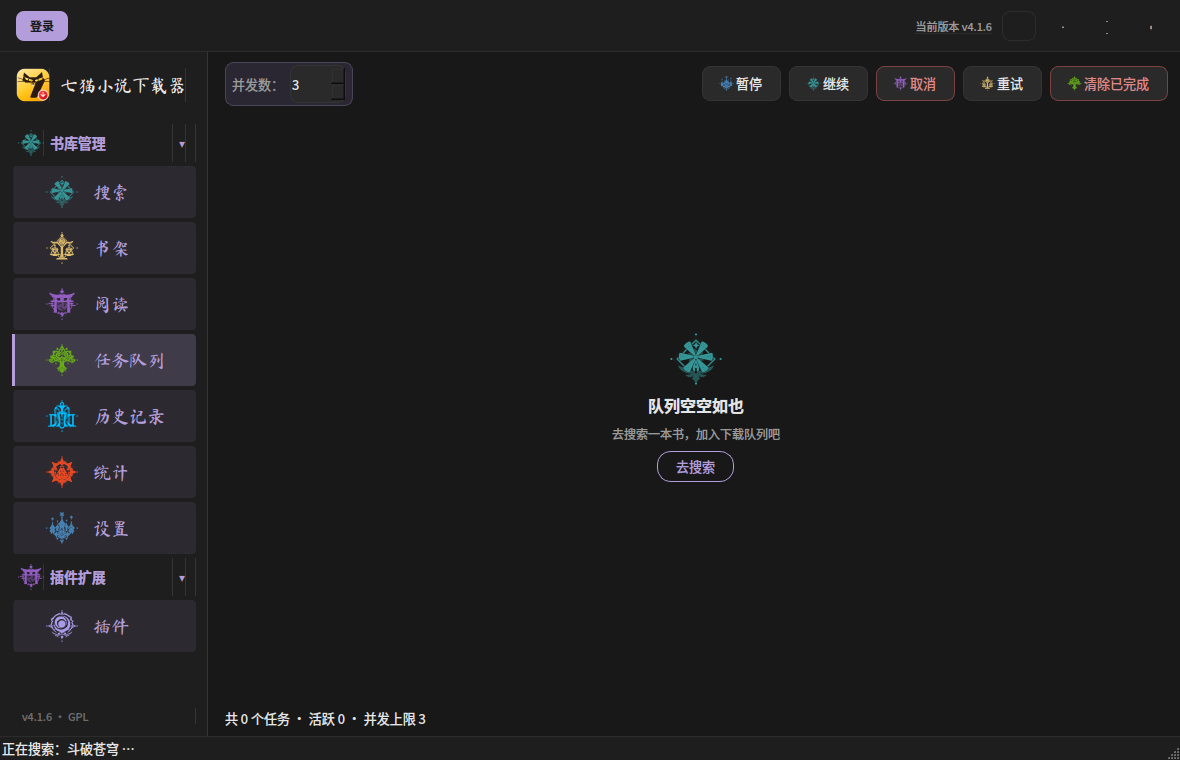 登录
当前版本 v4.1.6
七猫小说下载器
并发数：
3
暂停
继续
取消
重试
清除已完成
书库管理
搜索
书架
阅读
任务队列
历史记录
统计
设置
插件扩展
插件
队列空空如也
去搜索一本书，加入下载队列吧
去搜索
v4.1.6 · GPL
共 0 个任务 · 活跃 0 · 并发上限 3
正在搜索：斗破苍穹 …